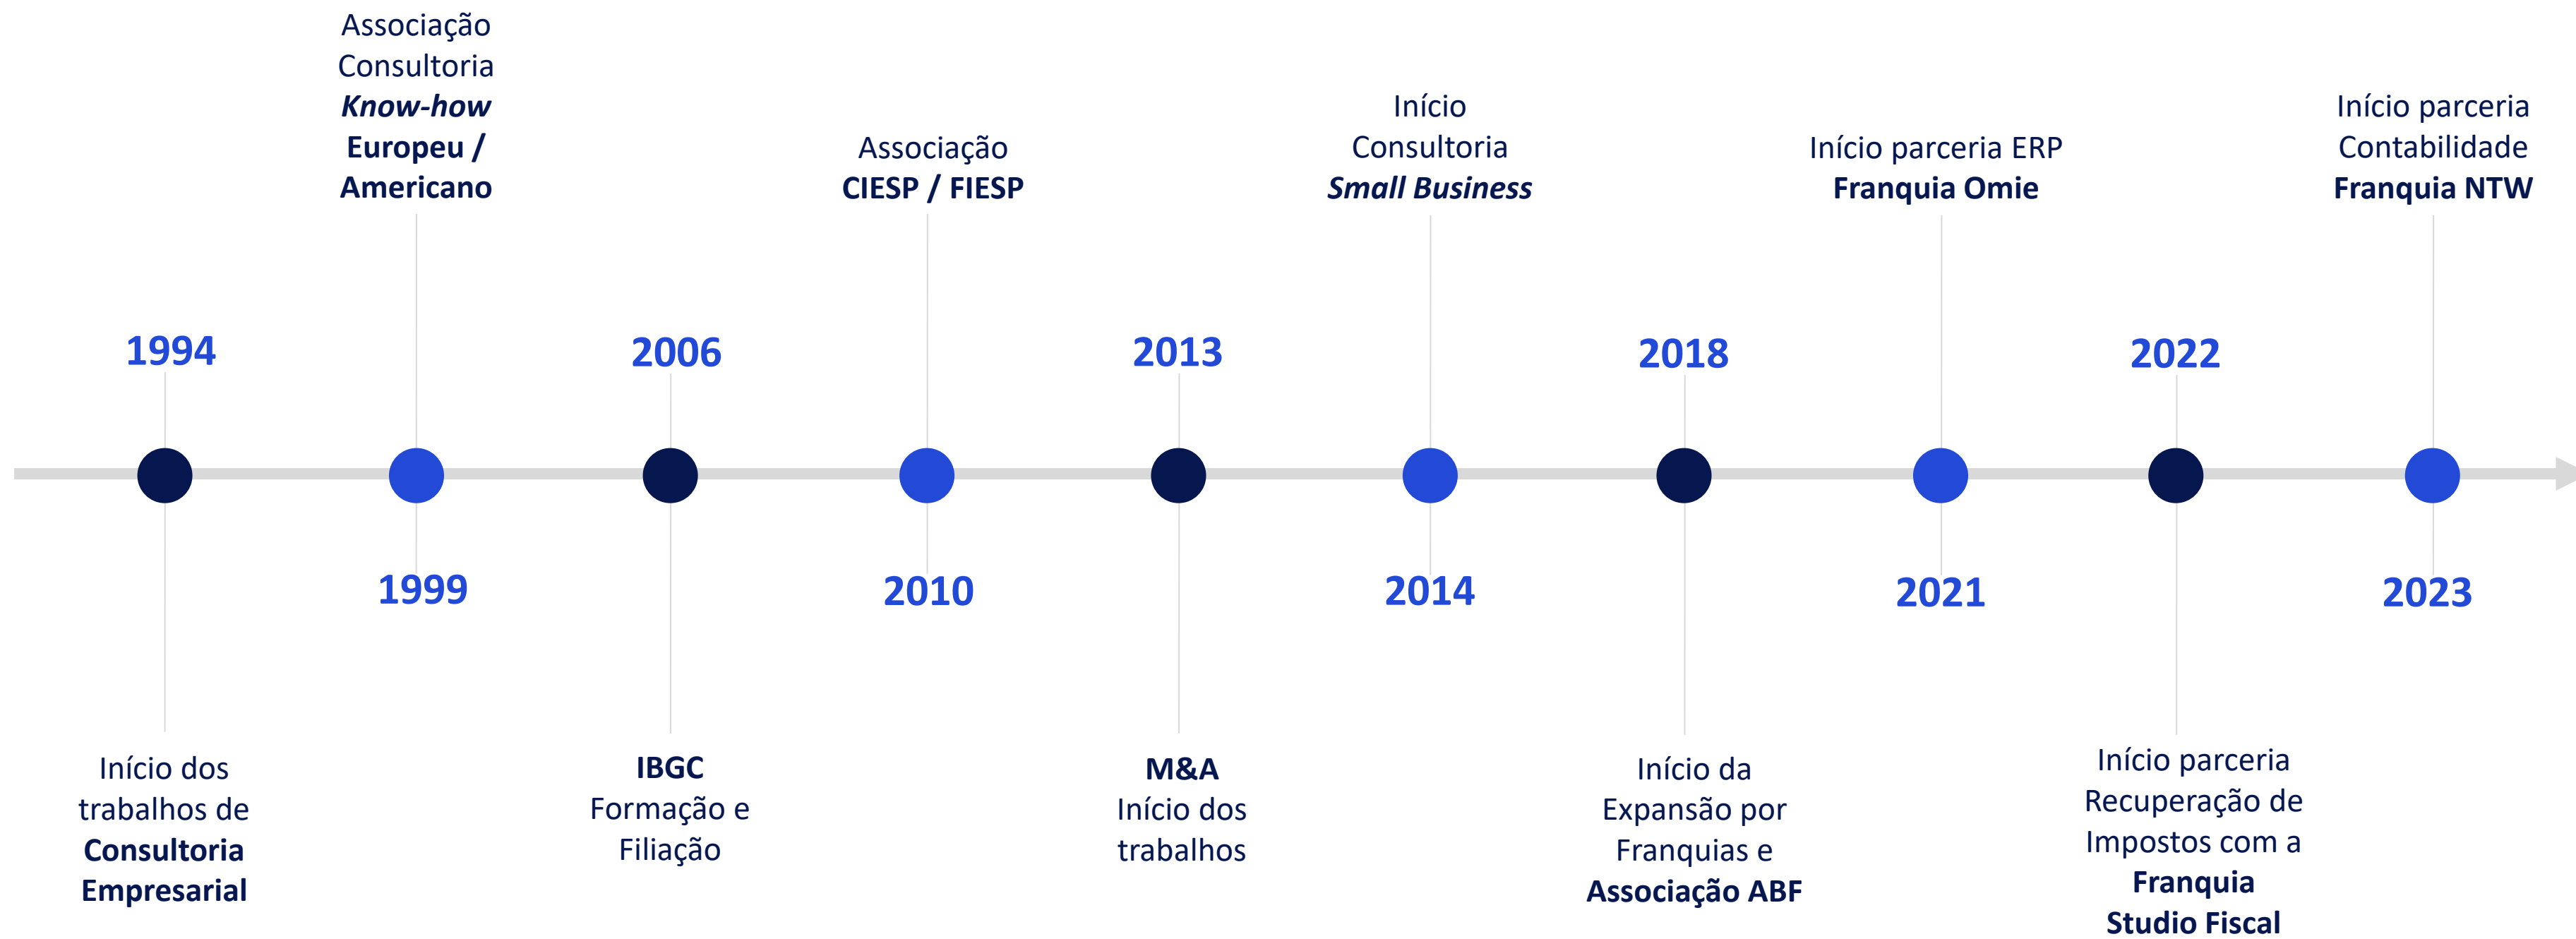 1994
Início dos
trabalhos de
Consultoria
Empresarial
Associação
Consultoria
Know-how
Europeu /
Americano
1999
2006
IBGC
Formação e
Filiação
Associação
CIESP / FIESP
2010
2013
M&A
Início dos
trabalhos
Início
Consultoria
Small Business
2014
2018
Início da
Expansão por
Franquias e
Associação ABF
Início parceria ERP
Franquia Omie
2021
2022
Início parceria
Recuperação de
Impostos com a
Franquia
Studio Fiscal
Início parceria
Contabilidade
Franquia NTW
2023